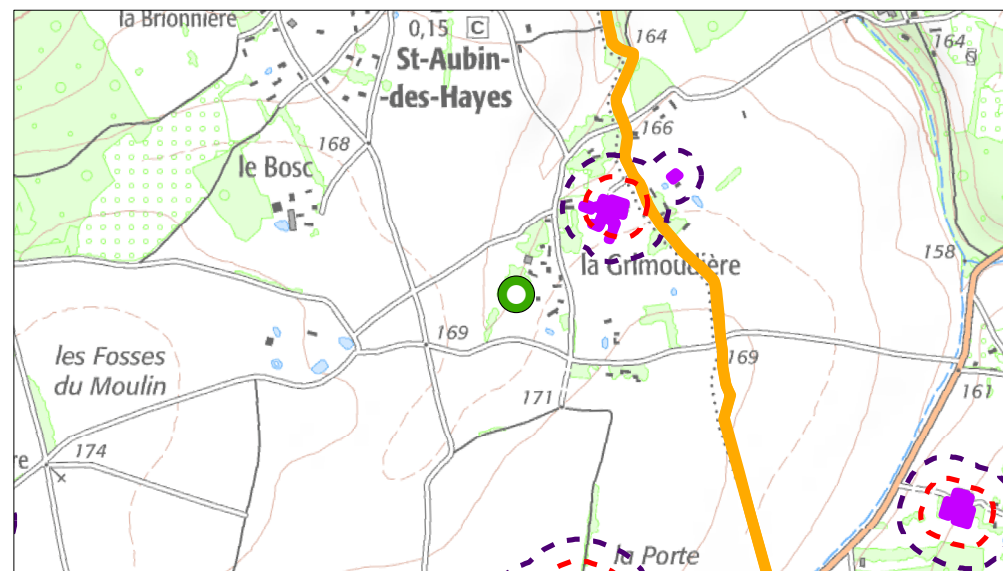 la Brionnière
0,15 C
164
164
St-Aubin-
-des-Hayes
166
168
le Bosc
158
la Grimoudière
169
les Fosses
du Moulin
169
161
171
174
re
la Porte